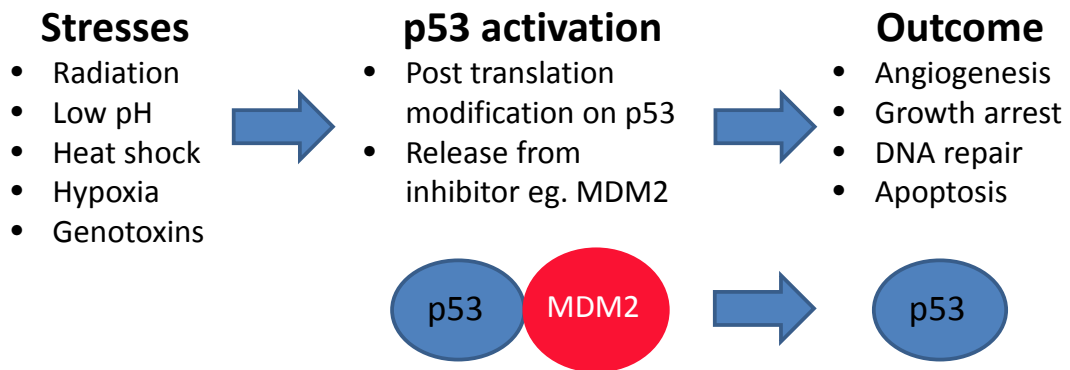 Stresses
• Radiation
• Low pH
• Heat shock
• Hypoxia
• Genotoxins
p53 activation
• Post translation
modification on p53
• Release from
inhibitor eg. MDM2
Outcome
• Angiogenesis
• Growth arrest
• DNA repair
• Apoptosis
p53
MDM2
p53